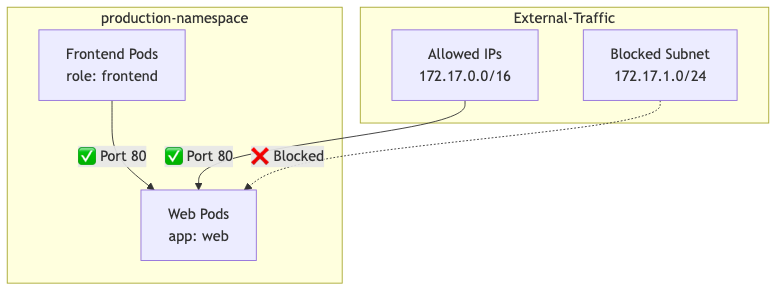 production-namespace
External-Traffic
Frontend Pods
role: frontend
Allowed IPs
172.17.0.0/16
Blocked Subnet
172.17.1.0/24
✅ Port 80
✅ Port 80
❌ Blocked
Web Pods
app: web